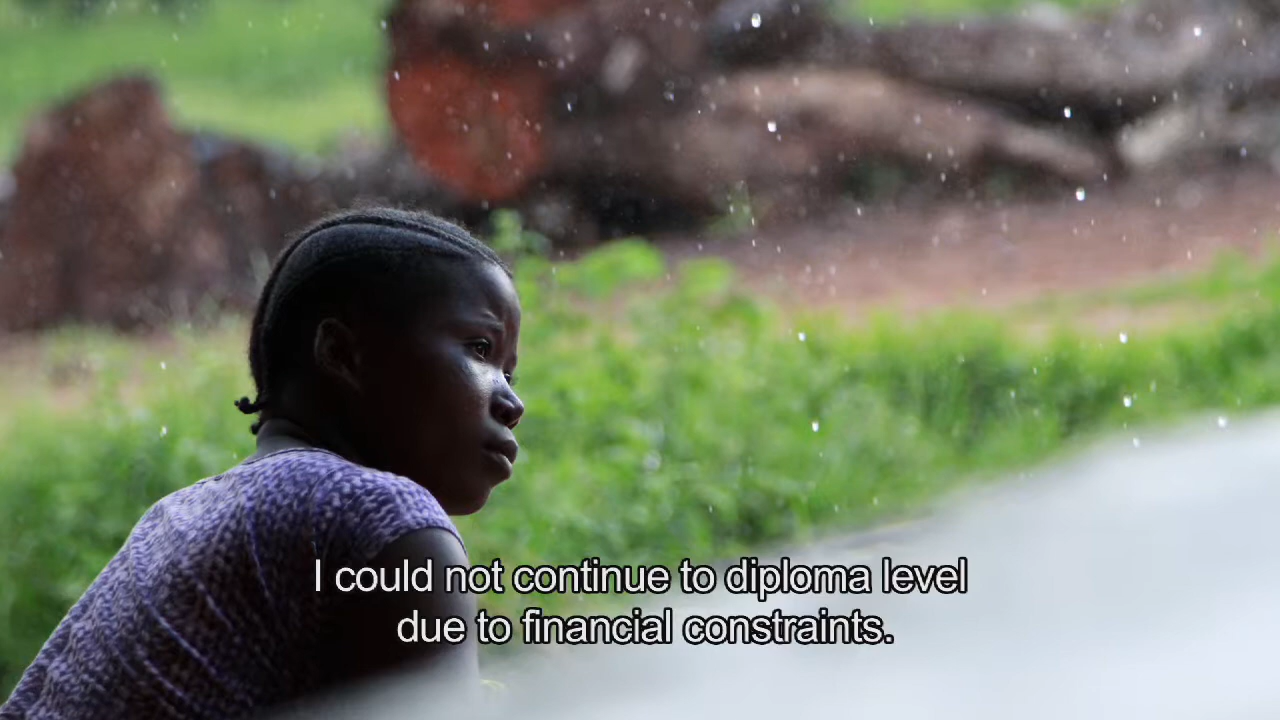 I could not continue to diploma level
due to financial constraints.